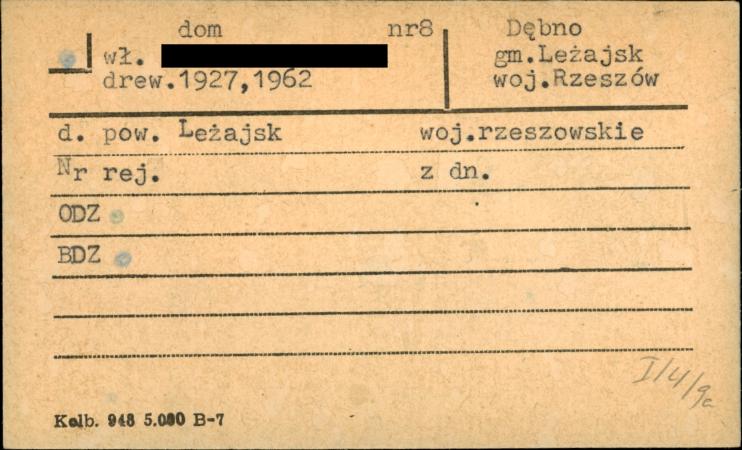 dom nr8 Dębno
wł. gm.Leżajsk
drew.1927,1962 woj.Rzeszów
d. pow. Leżajsk woj.rzeszowskie
Nr rej. z dn.
ODZ
BDZ
I/4/9a
Kolb. 948 5.000 B-7